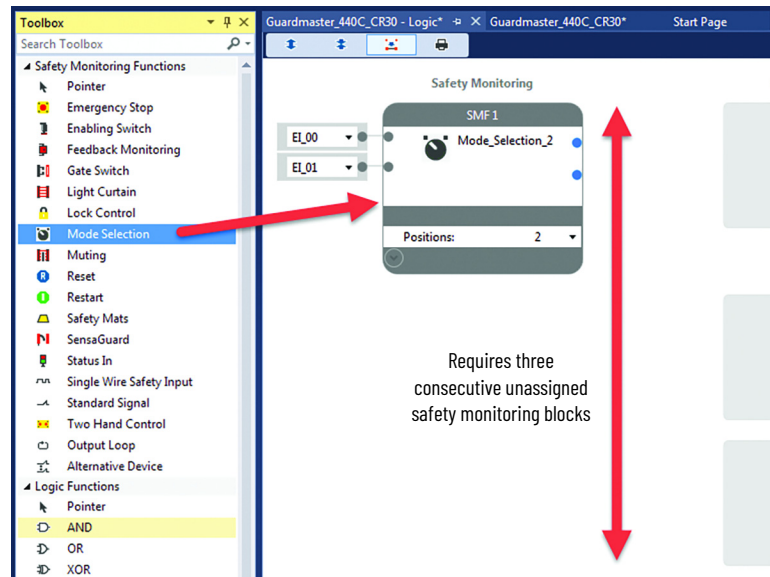 Toolbox
Guardmaster_440C_CR30 - Logic*
Guardmaster_440C_CR30*
Start Page
Search Toolbox
Safety Monitoring Functions
Pointer
Emergency Stop
Enabling Switch
Feedback Monitoring
Gate Switch
Light Curtain
Lock Control
Mode Selection
Muting
Reset
Restart
Safety Mats
SensaGuard
Status In
Single Wire Safety Input
Standard Signal
Two Hand Control
Output Loop
Alternative Device
Logic Functions
Pointer
AND
OR
XOR
Safety Monitoring
SMF 1
EI_00
Mode_Selection_2
EI_01
Positions: 2
Requires three
consecutive unassigned
safety monitoring blocks